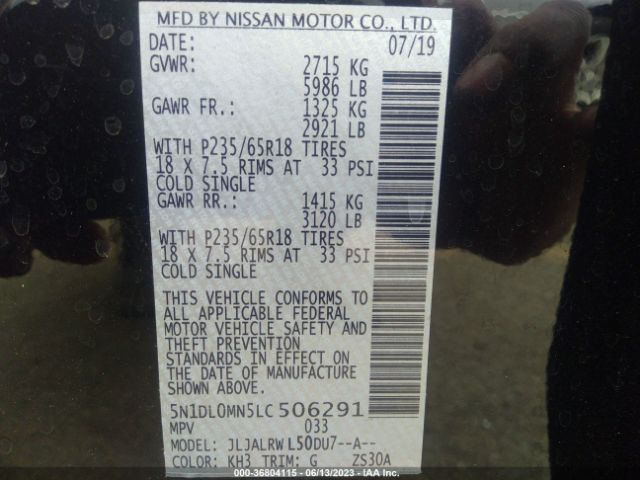 MFD BY NISSAN MOTOR CO., LTD.
DATE: 07/19
GVWR: 2715 KG
5986 LB
GAWR FR.: 1325 KG
2921 LB
WITH P235/65R18 TIRES
18 X 7.5 RIMS AT 33 PSI
COLD SINGLE
GAWR RR.: 1415 KG
3120 LB
WITH P235/65R18 TIRES
18 X 7.5 RIMS AT 33 PSI
COLD SINGLE
THIS VEHICLE CONFORMS TO
ALL APPLICABLE FEDERAL
MOTOR VEHICLE SAFETY AND
THEFT PREVENTION
STANDARDS IN EFFECT ON
THE DATE OF MANUFACTURE
SHOWN ABOVE.
5N1DL0MN5LC506291
MPV 033
MODEL: JLJALRWL50DU7--A--
COLOR: KH3 TRIM: G ZS30A
000-36804115 - 06/13/2023 - IAAI.COM